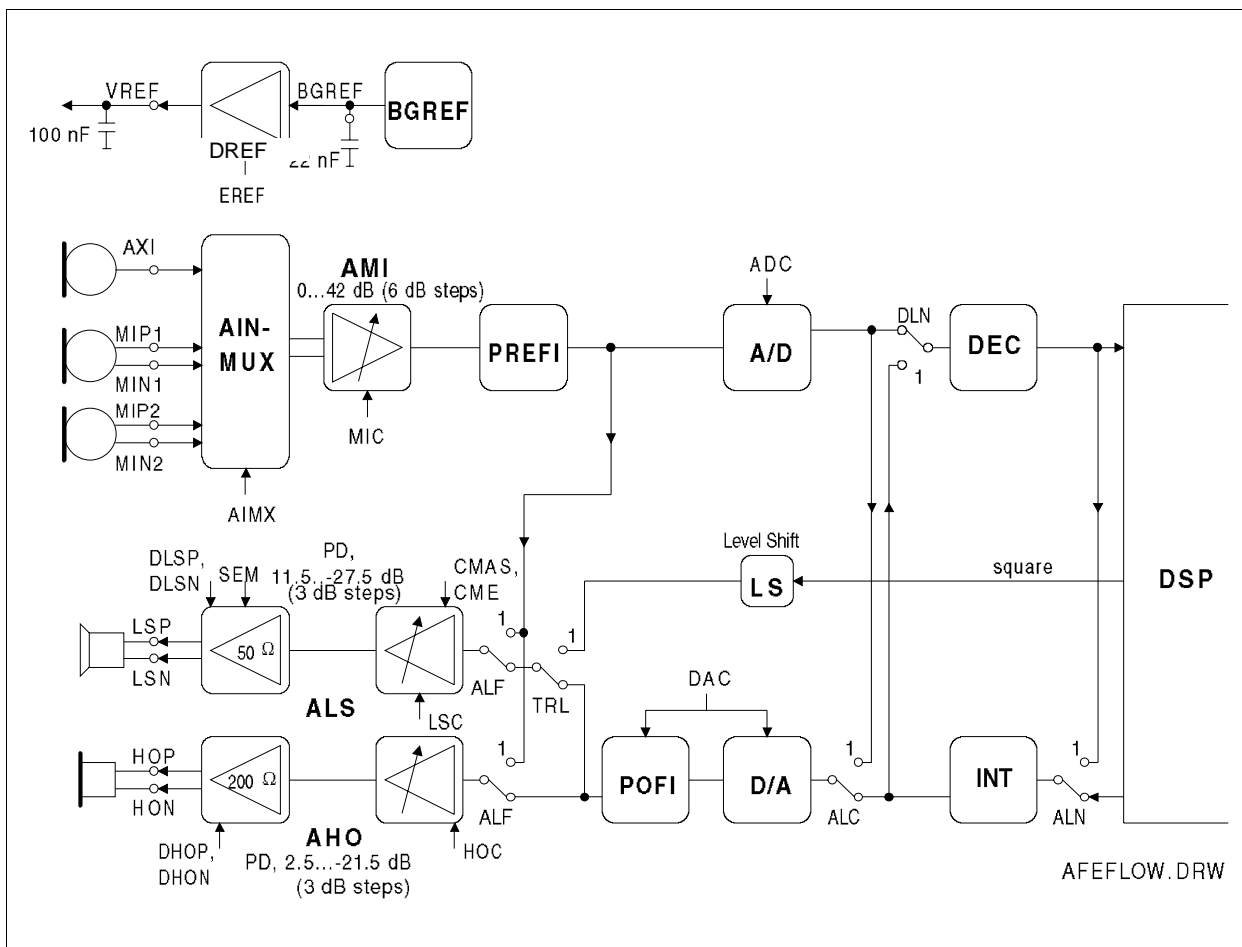 VREF
BGREF
BGREF
100 nF
DREF
nF
EREF
AXI
AIN-
MUX
AMI
0...42 dB (6 dB steps)
ADC
MIP1
MIN1
MIP2
MIN2
PREFI
A/D
DLN
1
DEC
MIC
AIMX
DLSP,
DLSN
SEM
PD,
11.5...-27.5 dB
(3 dB steps)
CMAS,
CME
Level Shift
LS
square
DSP
LSP
LSN
50 Ω
1
1
ALF
TRL
DAC
ALS
LSC
HOP
HON
200 Ω
1
ALF
POFI
D/A
1
ALC
INT
1
ALN
AHO
HOC
DHOP,
DHON
PD, 2.5...-21.5 dB
(3 dB steps)
AFEFLOW.DRW